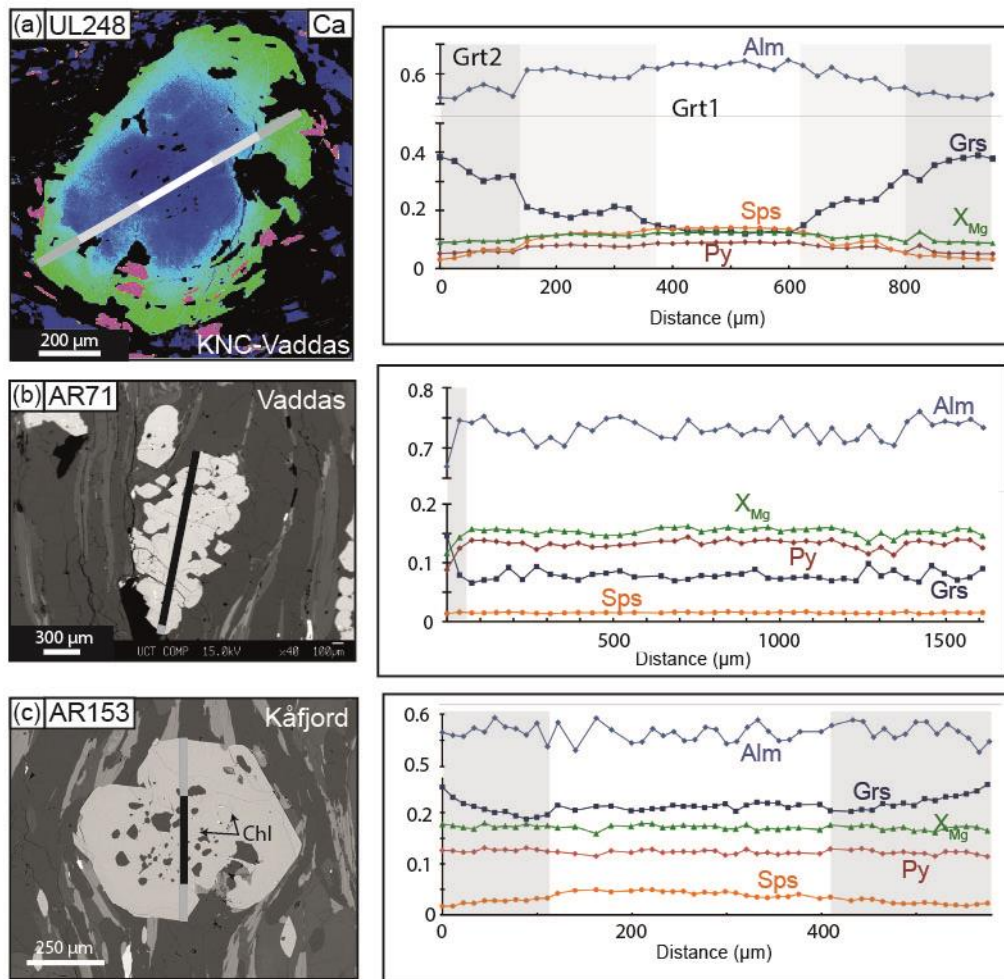 (a) UL248 Ca
200 µm
KNC-Vaddas
Grt2
Alm
Grt1
Grs
Sps
XMg
Py
0.6
0.4
0.2
0
0 200 400 600 800
Distance (µm)
(b) AR71 Vaddas
300 µm
UCT COMP 15.0kV x40 100µm
0.8
0.7
0.2
0.1
0
Alm
XMg
Py
Grs
Sps
500 1000 1500
Distance (µm)
(c) AR153 Kåfjord
Chl
250 µm
0.6
0.5
0.2
0.1
0
Alm
Grs
XMg
Py
Sps
0 200 400
Distance (µm)